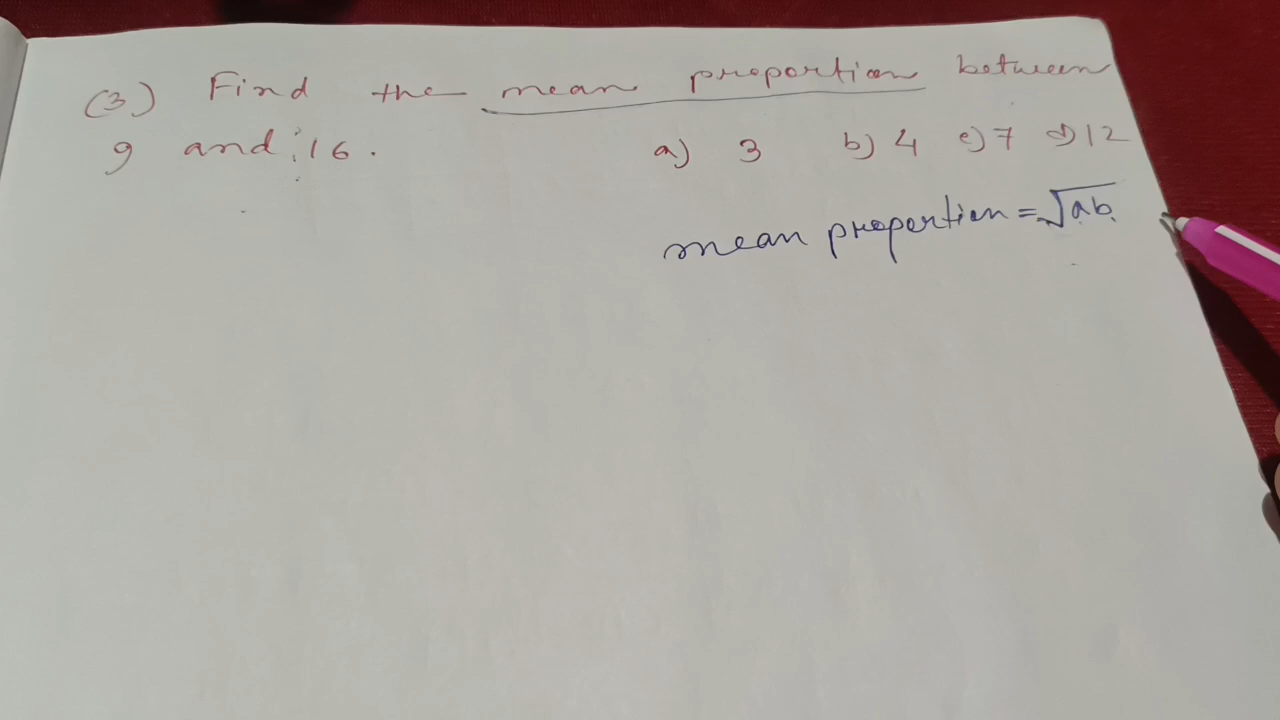 (3) Find the mean proportion between
9 and 16. a) 3 b) 4 c) 7 d) 12
mean proportion = √ab